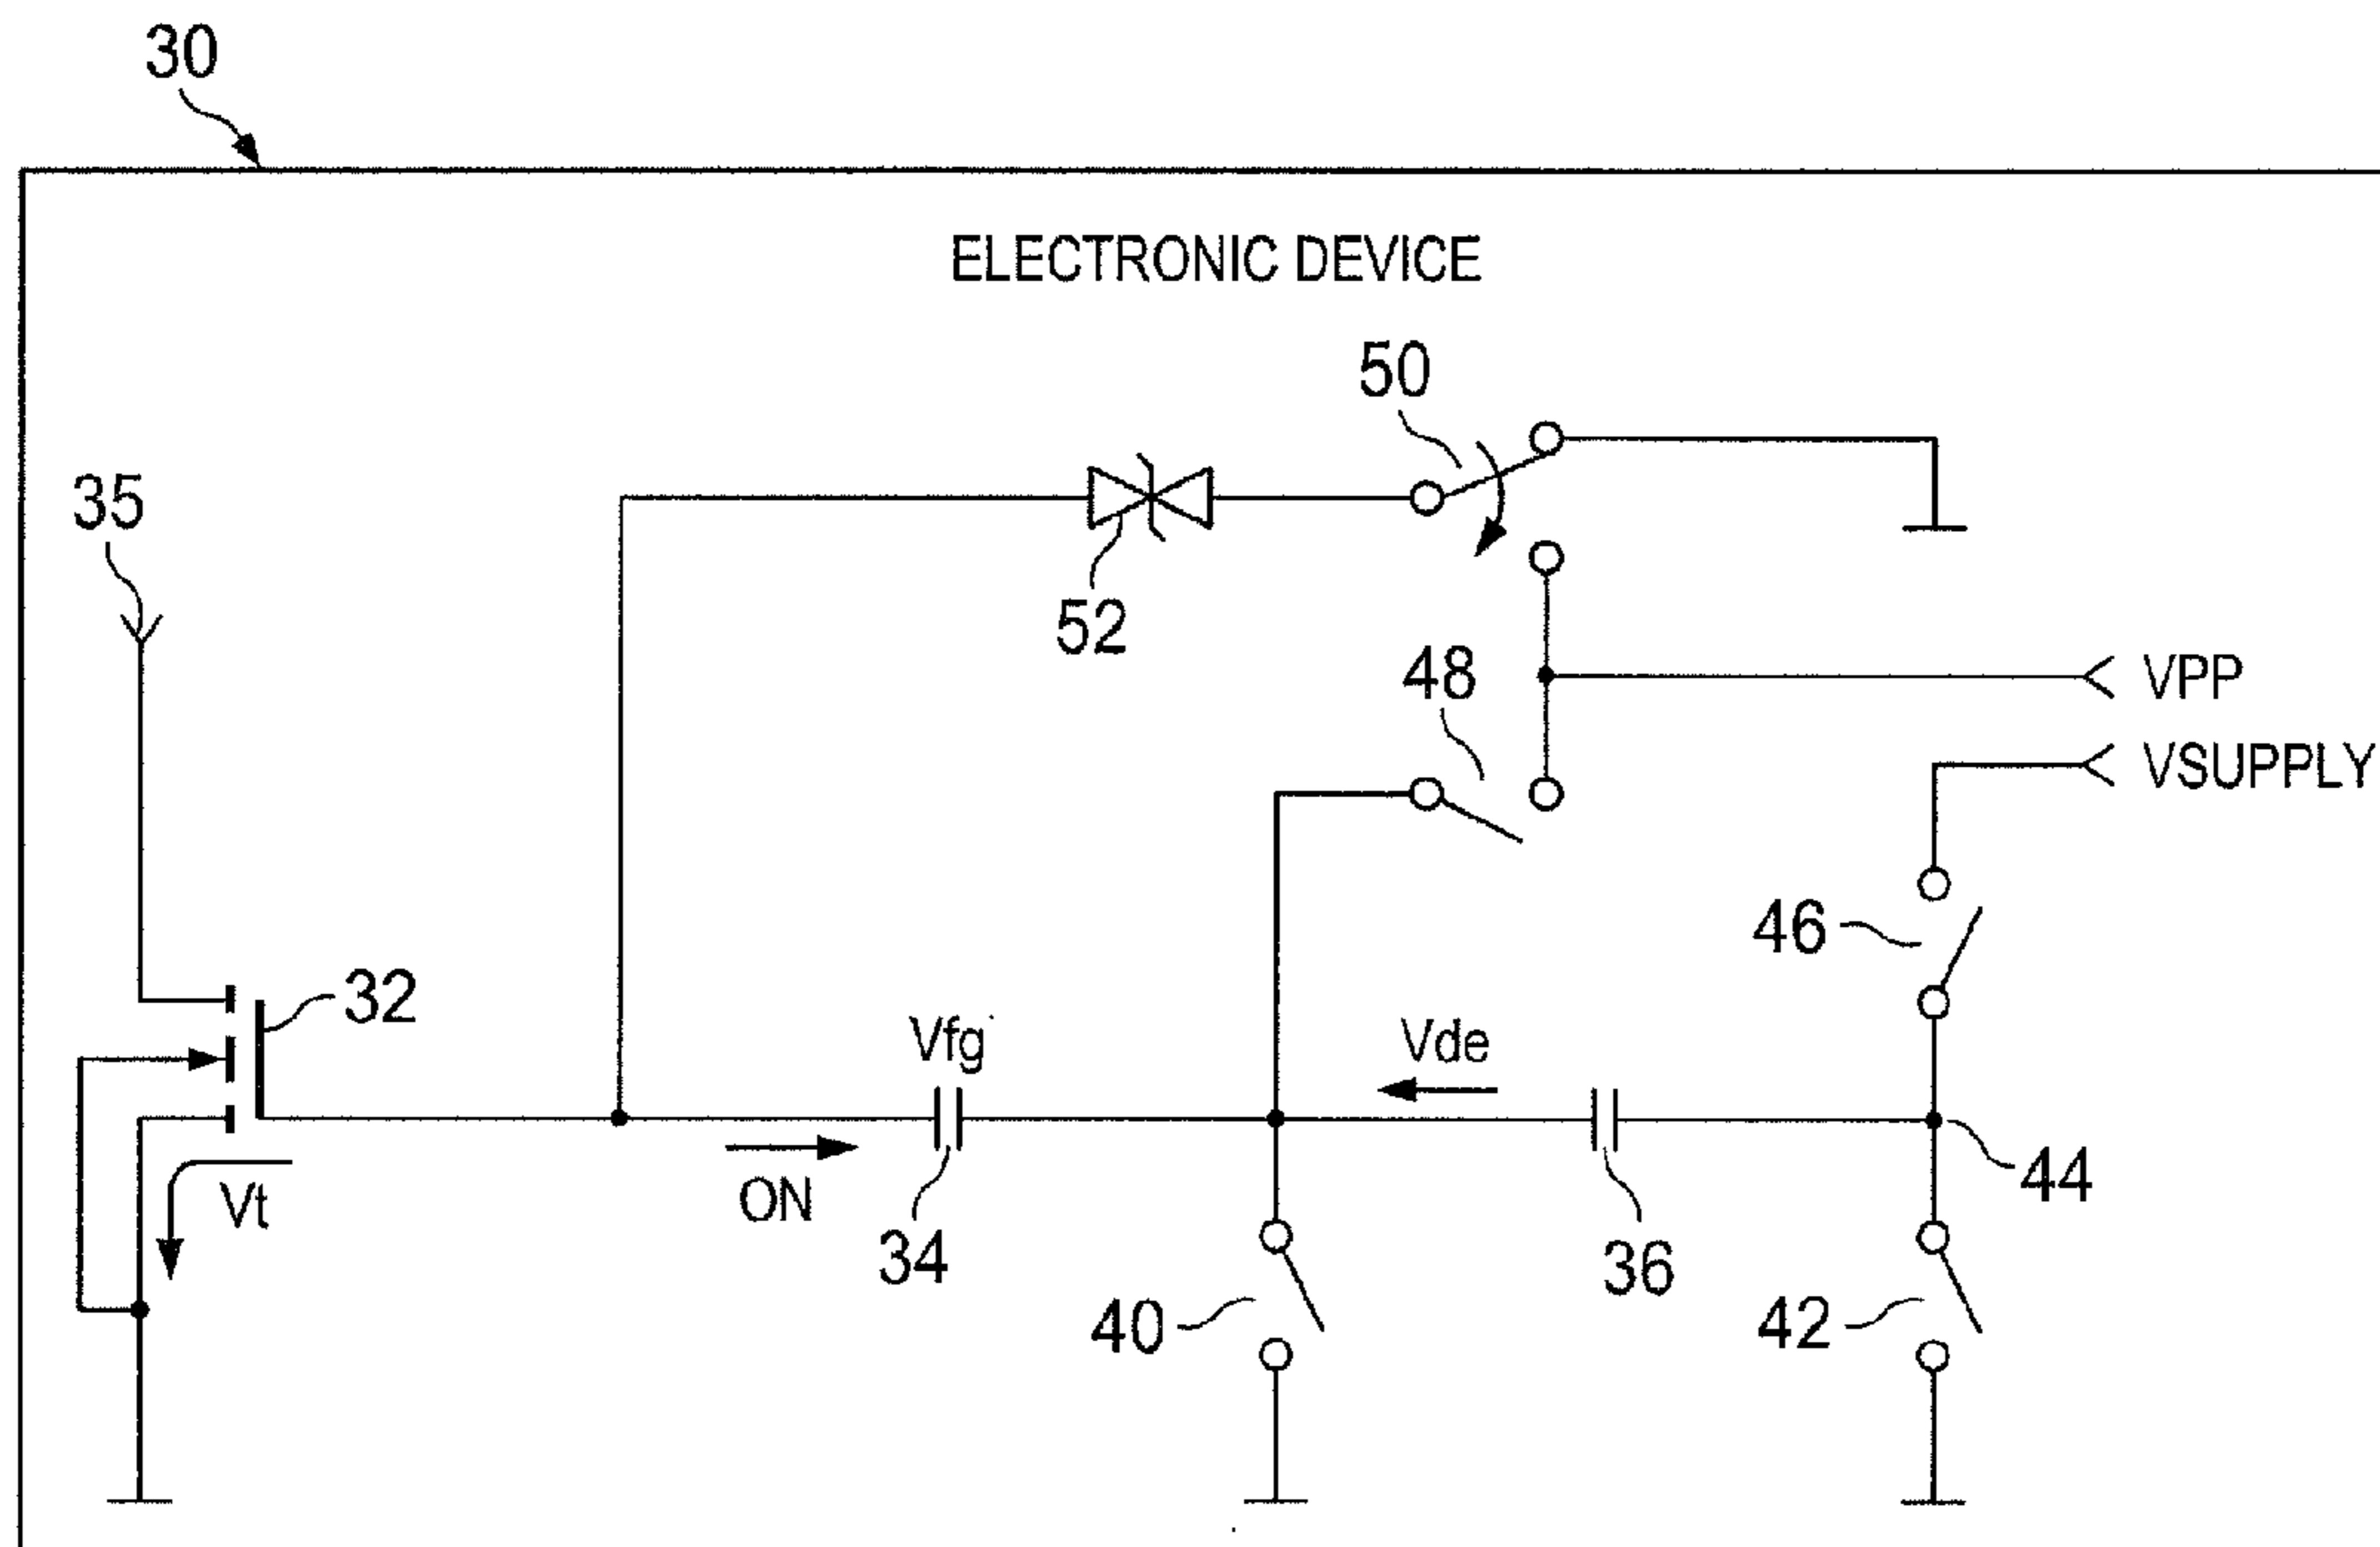 30
ELECTRONIC DEVICE
50
35
52
48
VPP
VSUPPLY
46
32
Vfg
Vde
44
Vt
ON
34
36
40
42